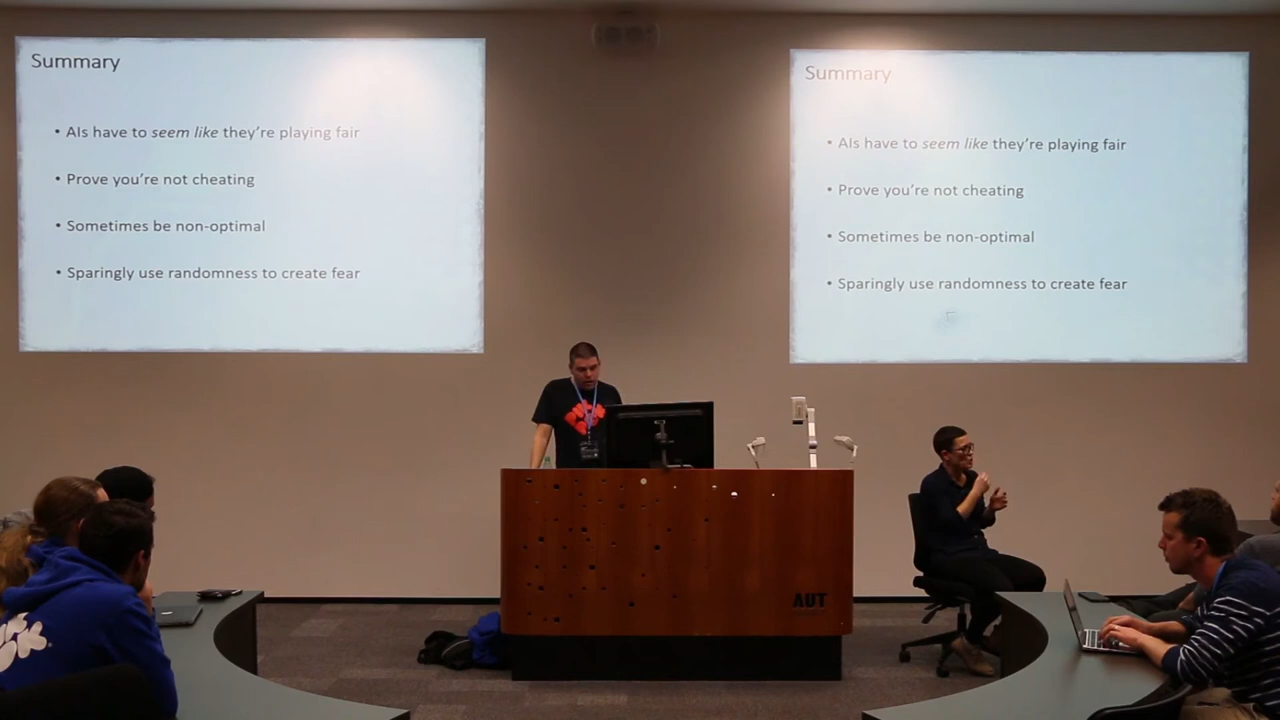 Summary
• AIs have to seem like they're playing fair
• Prove you're not cheating
• Sometimes be non-optimal
• Sparingly use randomness to create fear
Summary
• AIs have to seem like they're playing fair
• Prove you're not cheating
• Sometimes be non-optimal
• Sparingly use randomness to create fear
AUT